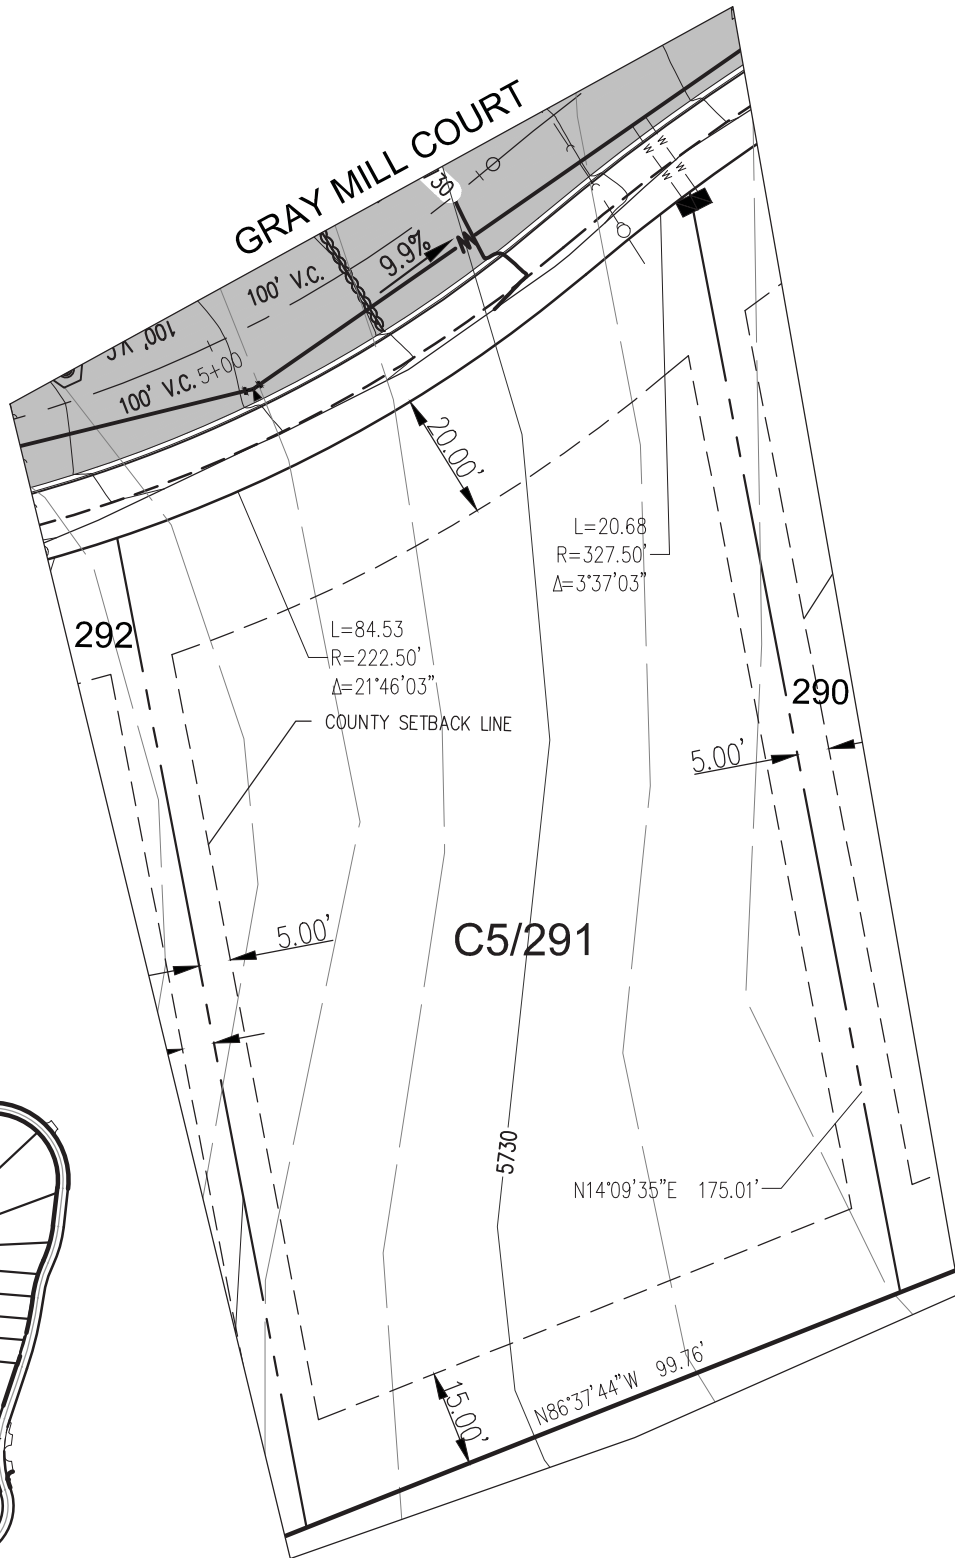 GRAY MILL COURT
'30
9.9%
100' V.C.
100' VC
100' V.C.
5+00
W W
W W
20.00'
L=20.68
R=327.50'
Δ=3°37'03"
292
L=84.53
R=222.50'
Δ=21°46'03"
290
COUNTY SETBACK LINE
5.00'
5.00'
C5/291
5730
N14°09'35"E 175.01'
N86°37'44"W 99.76'
15.00'